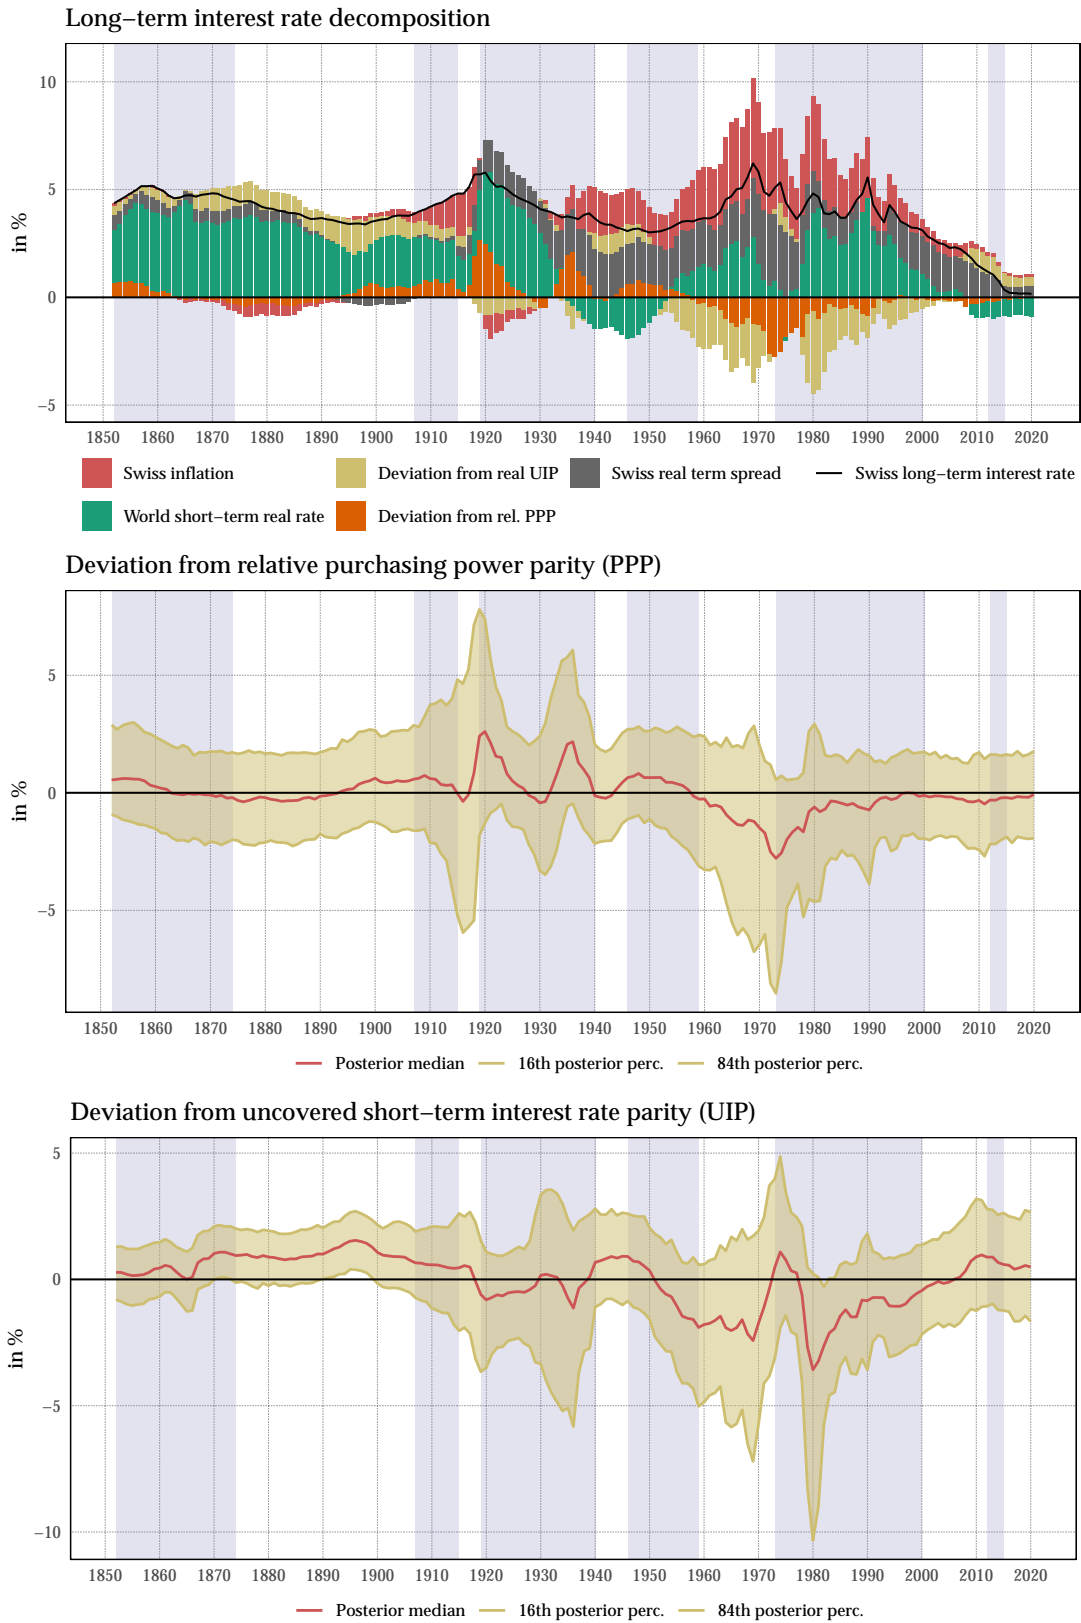 Long−term interest rate decomposition
in %
10
5
0
−5
1850 1860 1870 1880 1890 1900 1910 1920 1930 1940 1950 1960 1970 1980 1990 2000 2010 2020
Swiss inflation Deviation from real UIP Swiss real term spread Swiss long−term interest rate
World short−term real rate Deviation from rel. PPP
Deviation from relative purchasing power parity (PPP)
in %
5
0
−5
1850 1860 1870 1880 1890 1900 1910 1920 1930 1940 1950 1960 1970 1980 1990 2000 2010 2020
Posterior median 16th posterior perc. 84th posterior perc.
Deviation from uncovered short−term interest rate parity (UIP)
in %
5
0
−5
−10
1850 1860 1870 1880 1890 1900 1910 1920 1930 1940 1950 1960 1970 1980 1990 2000 2010 2020
Posterior median 16th posterior perc. 84th posterior perc.